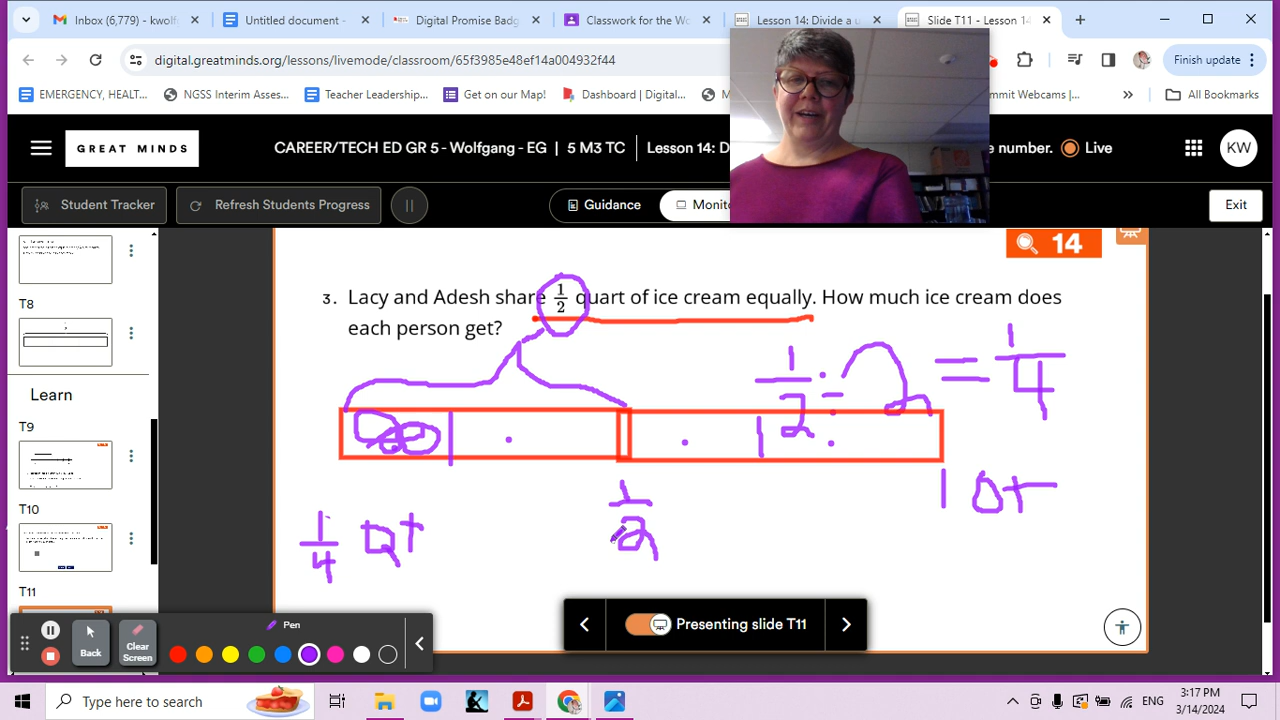 Inbox (6,779) - kwolf
Untitled document -
Digital Promise Badg
Classwork for the Wo
Lesson 14: Divide a u
Slide T11 - Lesson 14
digital.greatminds.org/lessons/livemode/classroom/65f3985e48ef14a004932f44
Finish update
EMERGENCY, HEALT...
NGSS Interim Asses...
Teacher Leadership...
Get on our Map!
Dashboard | Digital...
mmit Webcams |...
All Bookmarks
GREAT MINDS
CAREER/TECH ED GR 5 - Wolfgang - EG | 5 M3 TC
Lesson 14: D
e number.
Live
KW
Student Tracker
Refresh Students Progress
Guidance
Monito
Exit
14
T8
Learn
T9
T10
T11
3. Lacy and Adesh share 1/2 quart of ice cream equally. How much ice cream does
each person get?
1/2 ÷ 2 = 1/4
1 Qt
1/2
1/4 Qt
Presenting slide T11
Pen
Back
Clear
Screen
Type here to search
ENG
3:17 PM
3/14/2024